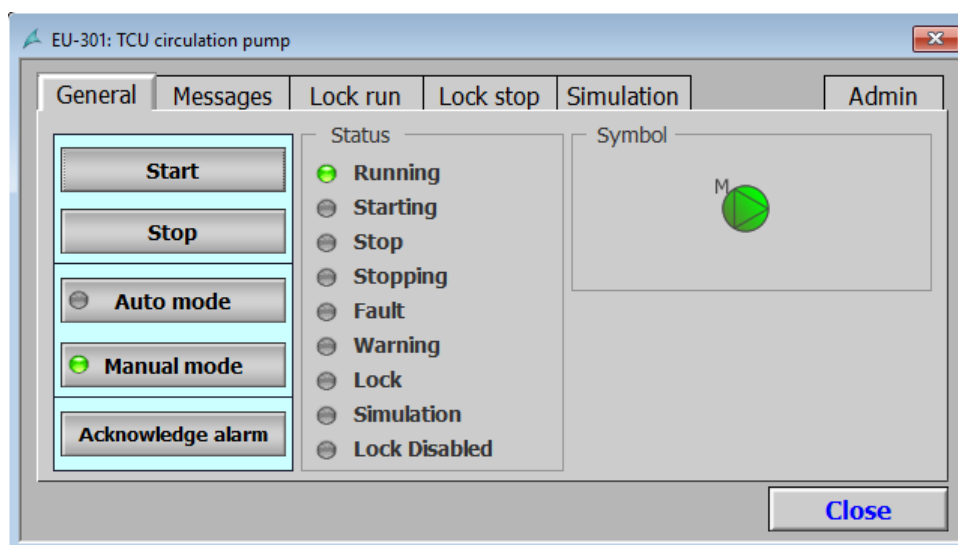 EU-301: TCU circulation pump
General Messages Lock run Lock stop Simulation Admin
Start
Stop
Auto mode
Manual mode
Acknowledge alarm
Status
Running
Starting
Stop
Stopping
Fault
Warning
Lock
Simulation
Lock Disabled
Symbol
M
Close